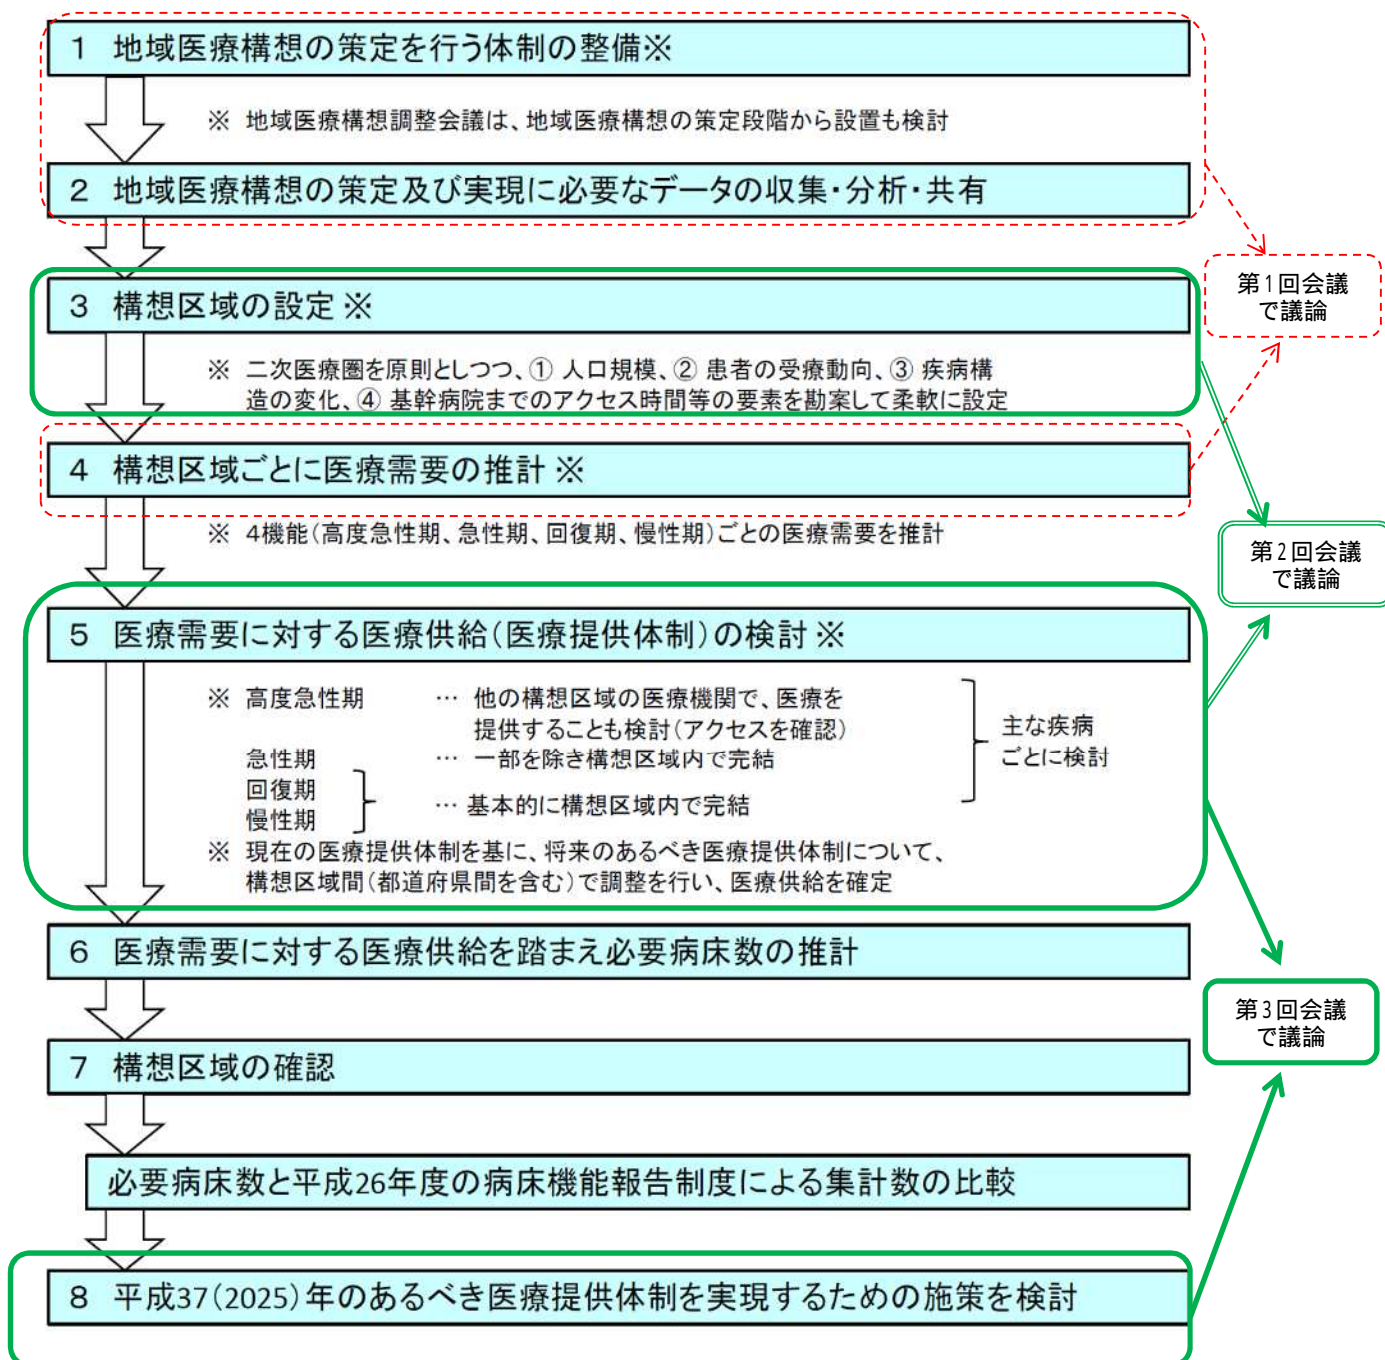 1 地域医療構想の策定を行う体制の整備※
※ 地域医療構想調整会議は、地域医療構想の策定段階から設置も検討
2 地域医療構想の策定及び実現に必要なデータの収集・分析・共有
3 構想区域の設定 ※
※ 二次医療圏を原則としつつ、① 人口規模、② 患者の受療動向、③ 疾病構
造の変化、④ 基幹病院までのアクセス時間等の要素を勘案して柔軟に設定
第1回会議
で議論
4 構想区域ごとに医療需要の推計 ※
※ 4機能(高度急性期、急性期、回復期、慢性期)ごとの医療需要を推計
第2回会議
で議論
5 医療需要に対する医療供給(医療提供体制)の検討 ※
※ 高度急性期 … 他の構想区域の医療機関で、医療を
提供することも検討(アクセスを確認)
急性期 … 一部を除き構想区域内で完結
回復期
慢性期
… 基本的に構想区域内で完結
主な疾病
ごとに検討
※ 現在の医療提供体制を基に、将来のあるべき医療提供体制について、
構想区域間(都道府県間を含む)で調整を行い、医療供給を確定
6 医療需要に対する医療供給を踏まえ必要病床数の推計
第3回会議
で議論
7 構想区域の確認
必要病床数と平成26年度の病床機能報告制度による集計数の比較
8 平成37(2025)年のあるべき医療提供体制を実現するための施策を検討